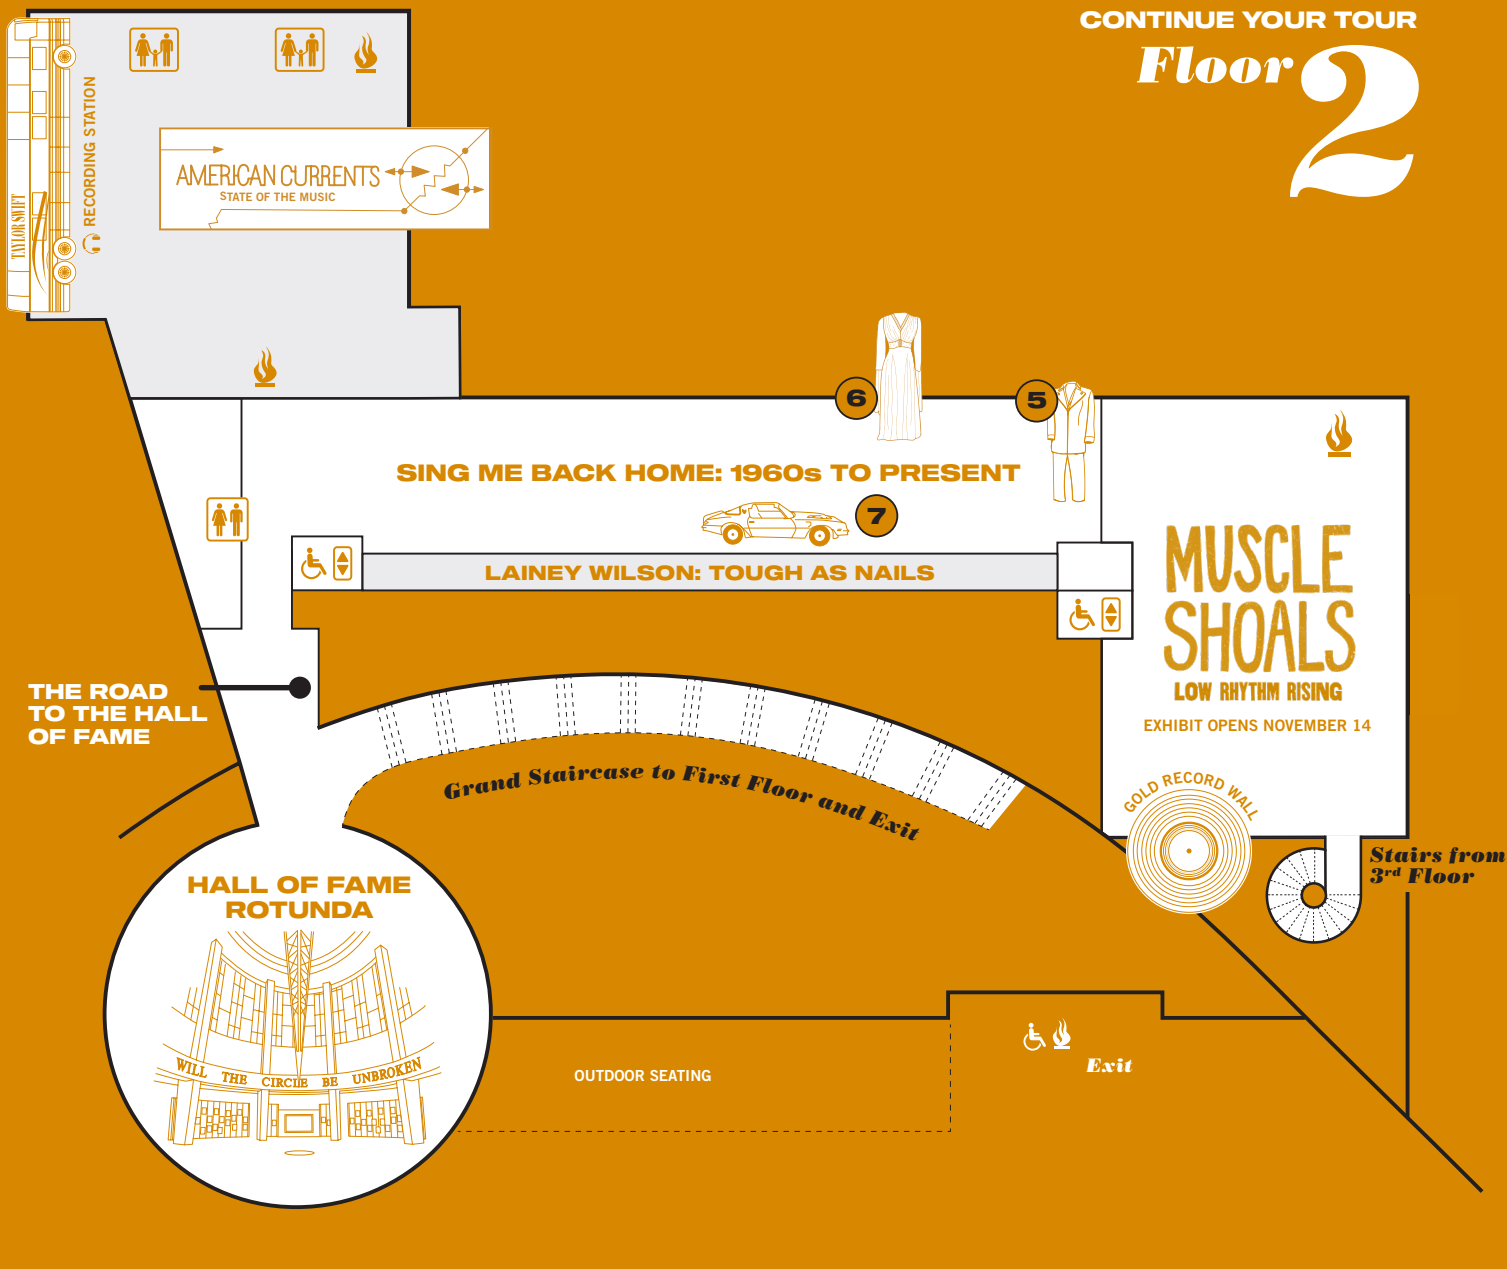 CONTINUE YOUR TOUR
Floor 2
RECORDING STATION
TAYLOR SWIFT
AMERICAN CURRENTS
STATE OF THE MUSIC
6
5
SING ME BACK HOME: 1960s TO PRESENT
7
LAINEY WILSON: TOUGH AS NAILS
MUSCLE
SHOALS
LOW RHYTHM RISING
EXHIBIT OPENS NOVEMBER 14
THE ROAD
TO THE HALL
OF FAME
Grand Staircase to First Floor and Exit
GOLD RECORD WALL
Stairs from
3rd Floor
HALL OF FAME
ROTUNDA
WILL THE CIRCLE BE UNBROKEN
OUTDOOR SEATING
Exit